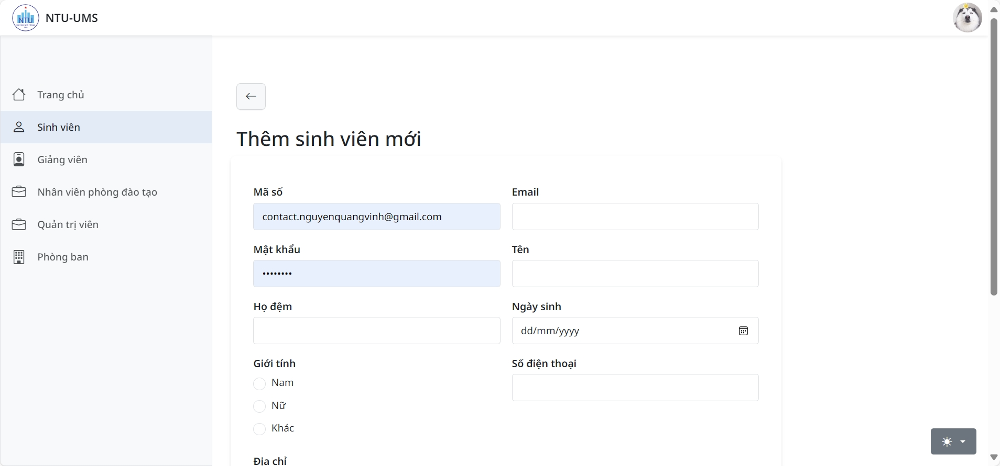 NTU
NTU-UMS
Trang chủ
Sinh viên
Giảng viên
Nhân viên phòng đào tạo
Quản trị viên
Phòng ban
Thêm sinh viên mới
Mã số
Email
contact.nguyenquangvinh@gmail.com
Mật khẩu
Tên
••••••••
Họ đệm
Ngày sinh
dd/mm/yyyy
Giới tính
Số điện thoại
Nam
Nữ
Khác
Địa chỉ